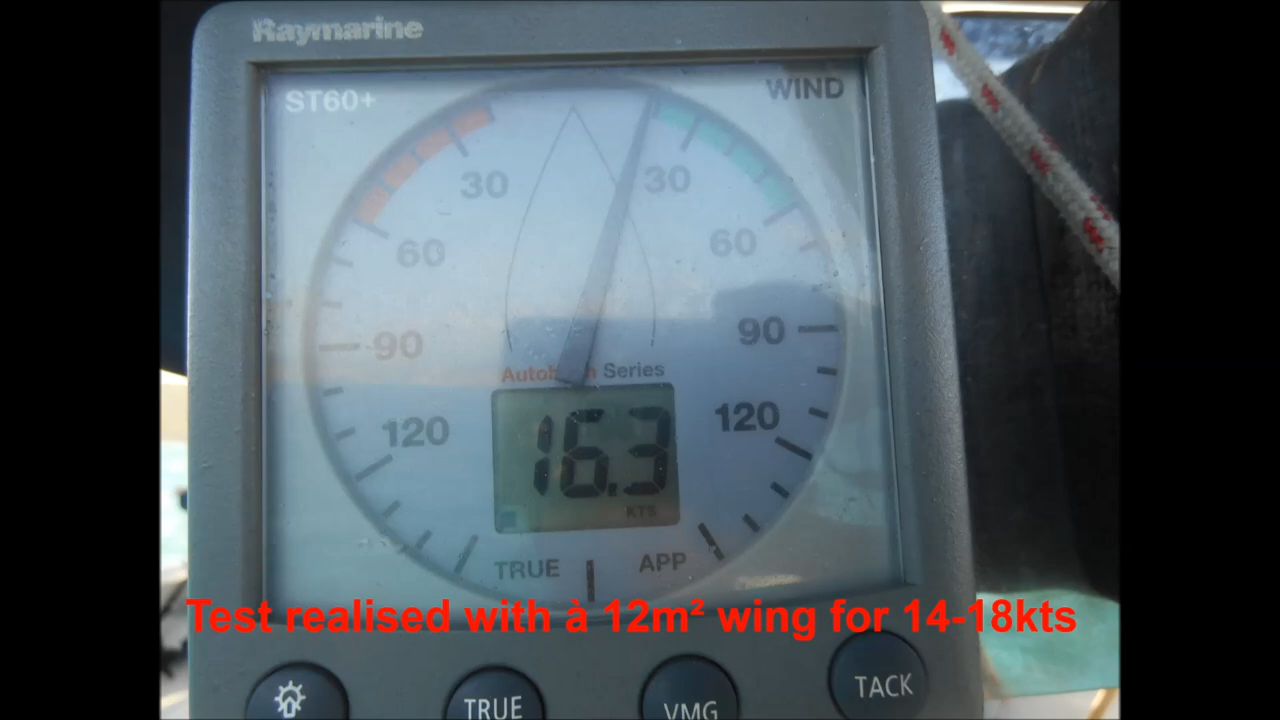 Raymarine
ST60+ WIND
30 30
60 60
90 90
Series
120 120
16.3
KTS
TRUE APP
Test realised with à 12m² wing for 14-18kts
TRUE VMG TACK